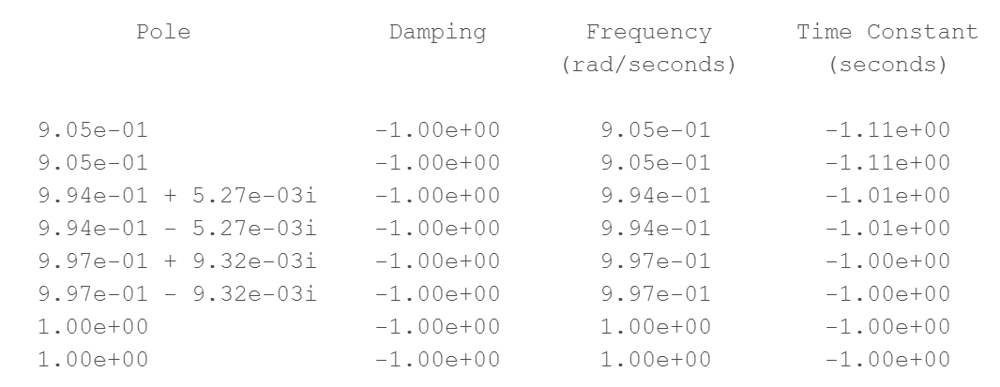 Pole Damping Frequency Time Constant
(rad/seconds) (seconds)
9.05e-01 -1.00e+00 9.05e-01 -1.11e+00
9.05e-01 -1.00e+00 9.05e-01 -1.11e+00
9.94e-01 + 5.27e-03i -1.00e+00 9.94e-01 -1.01e+00
9.94e-01 - 5.27e-03i -1.00e+00 9.94e-01 -1.01e+00
9.97e-01 + 9.32e-03i -1.00e+00 9.97e-01 -1.00e+00
9.97e-01 - 9.32e-03i -1.00e+00 9.97e-01 -1.00e+00
1.00e+00 -1.00e+00 1.00e+00 -1.00e+00
1.00e+00 -1.00e+00 1.00e+00 -1.00e+00